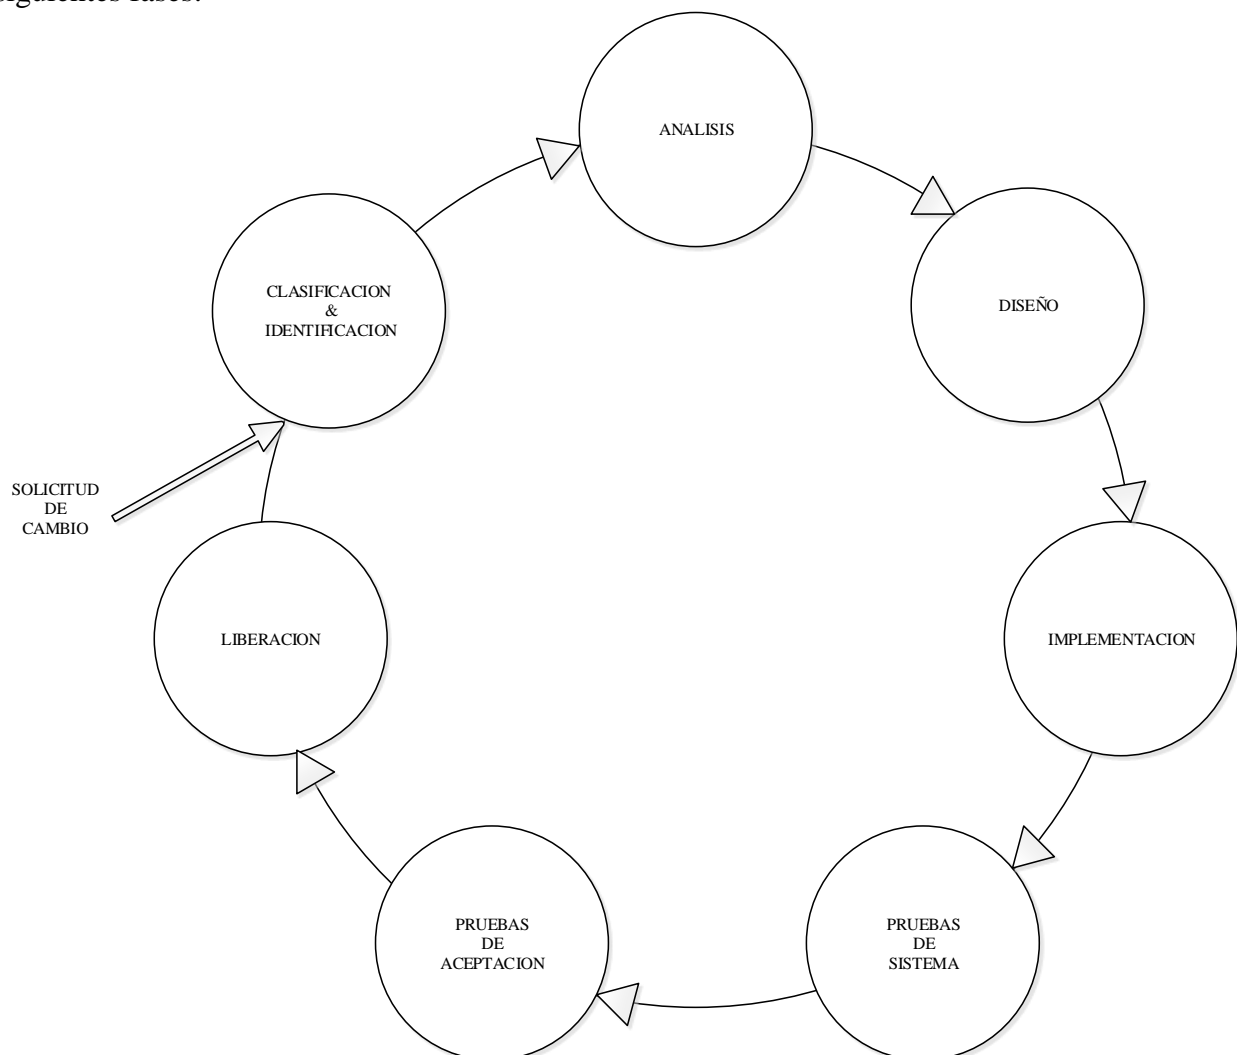 siguientes fases:
ANALISIS
CLASIFICACION
&
IDENTIFICACION
DISEÑO
SOLICITUD
DE
CAMBIO
LIBERACION
IMPLEMENTACION
PRUEBAS
DE
ACEPTACION
PRUEBAS
DE
SISTEMA